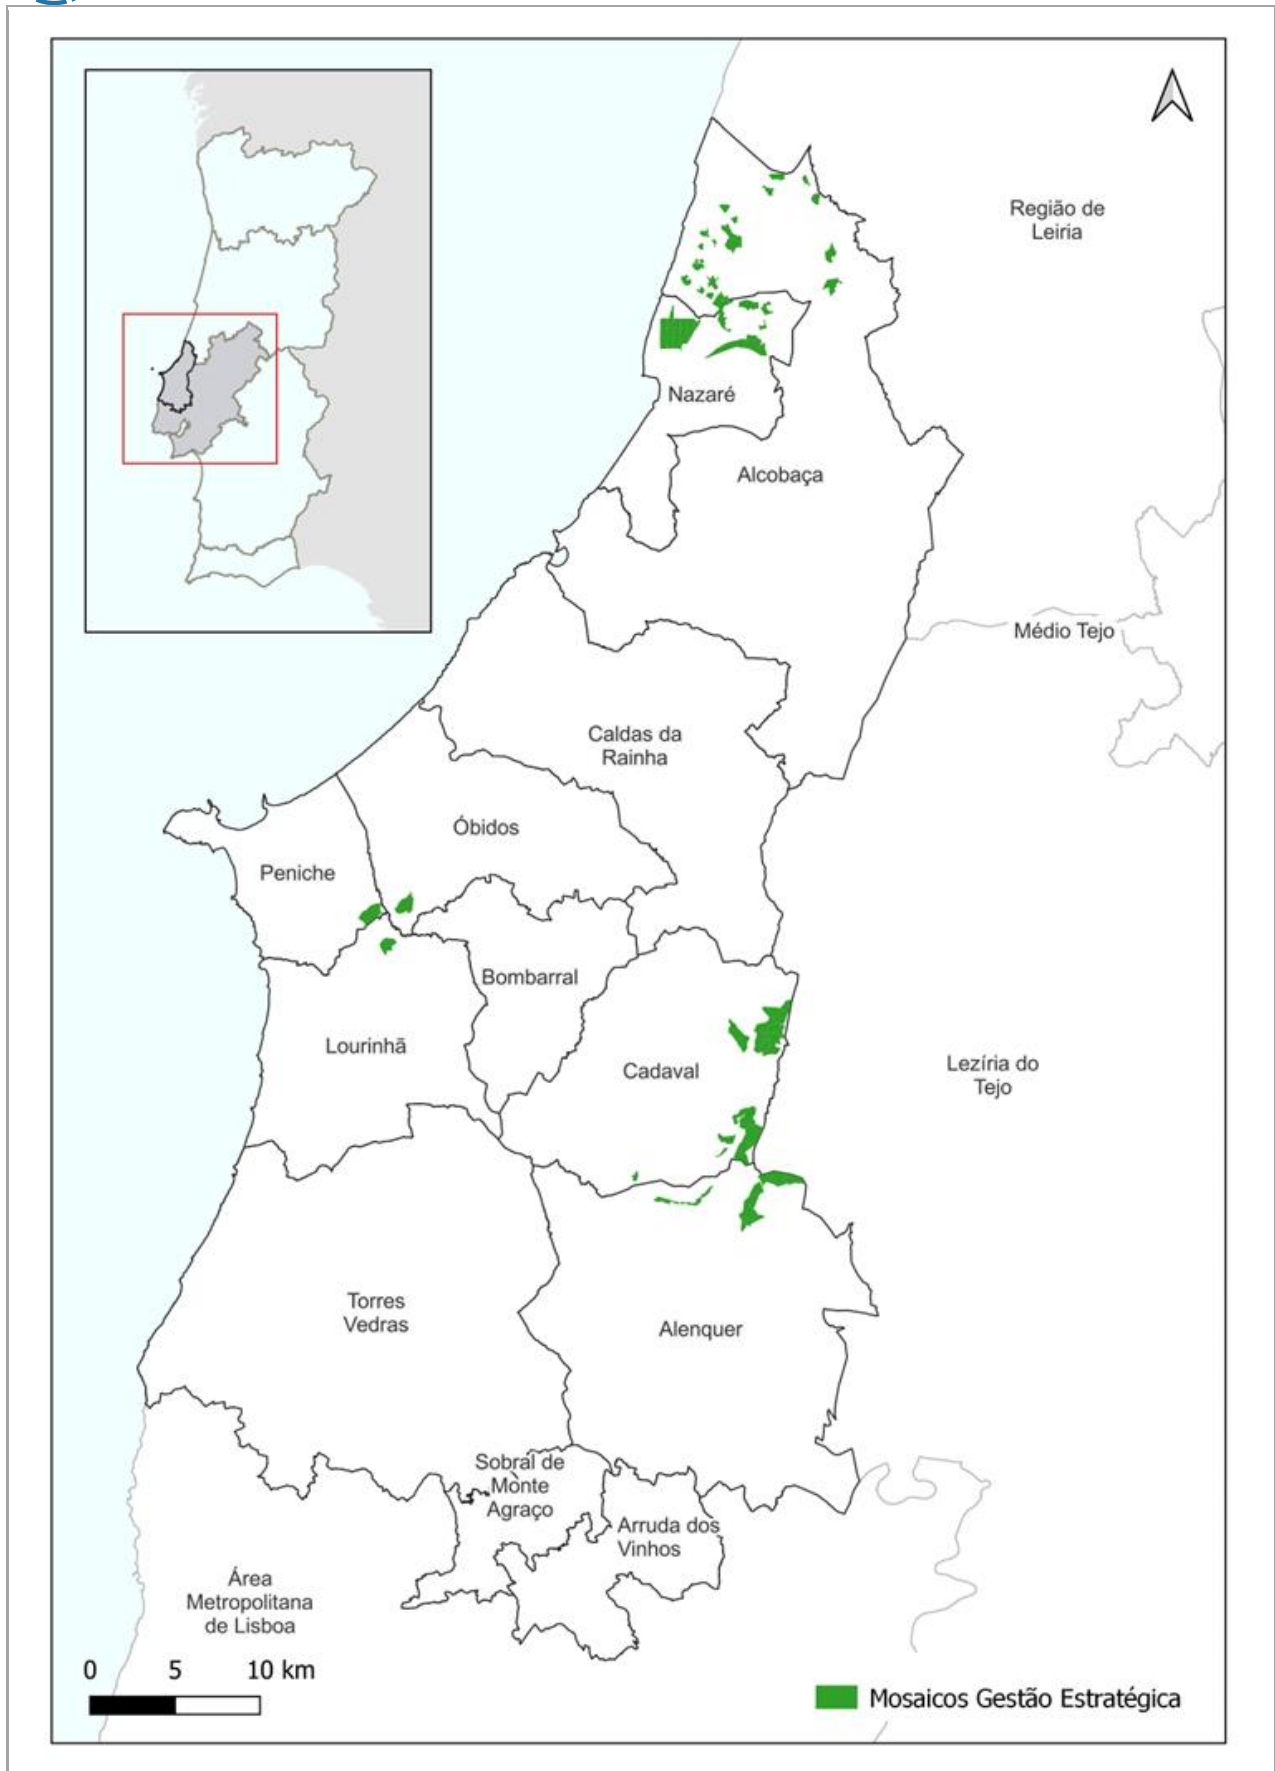 Região de
Leiria
Nazaré
Alcobaça
Médio Tejo
Caldas da
Rainha
Óbidos
Peniche
Bombarral
Lourinhã
Cadaval
Lezíria do
Tejo
Torres
Vedras
Alenquer
Sobral de
Monte
Agraço
Arruda dos
Vinhos
Área
Metropolitana
de Lisboa
0 5 10 km
Mosaicos Gestão Estratégica